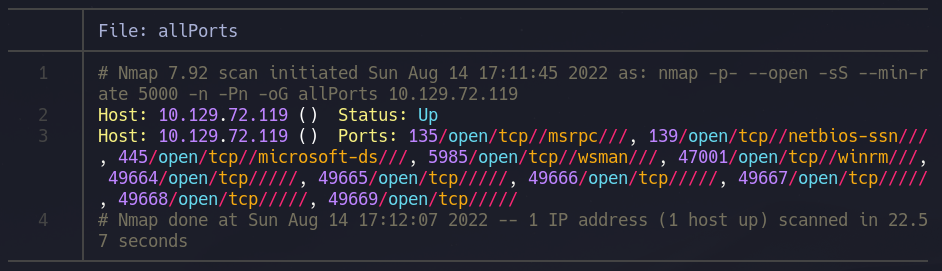 File: allPorts
1 # Nmap 7.92 scan initiated Sun Aug 14 17:11:45 2022 as: nmap -p- --open -sS --min-r
ate 5000 -n -Pn -oG allPorts 10.129.72.119
2 Host: 10.129.72.119 () Status: Up
3 Host: 10.129.72.119 () Ports: 135/open/tcp//msrpc///, 139/open/tcp//netbios-ssn///
, 445/open/tcp//microsoft-ds///, 5985/open/tcp//wsman///, 47001/open/tcp//winrm///,
49664/open/tcp/////, 49665/open/tcp/////, 49666/open/tcp/////, 49667/open/tcp/////
, 49668/open/tcp/////, 49669/open/tcp/////
4 # Nmap done at Sun Aug 14 17:12:07 2022 -- 1 IP address (1 host up) scanned in 22.5
7 seconds